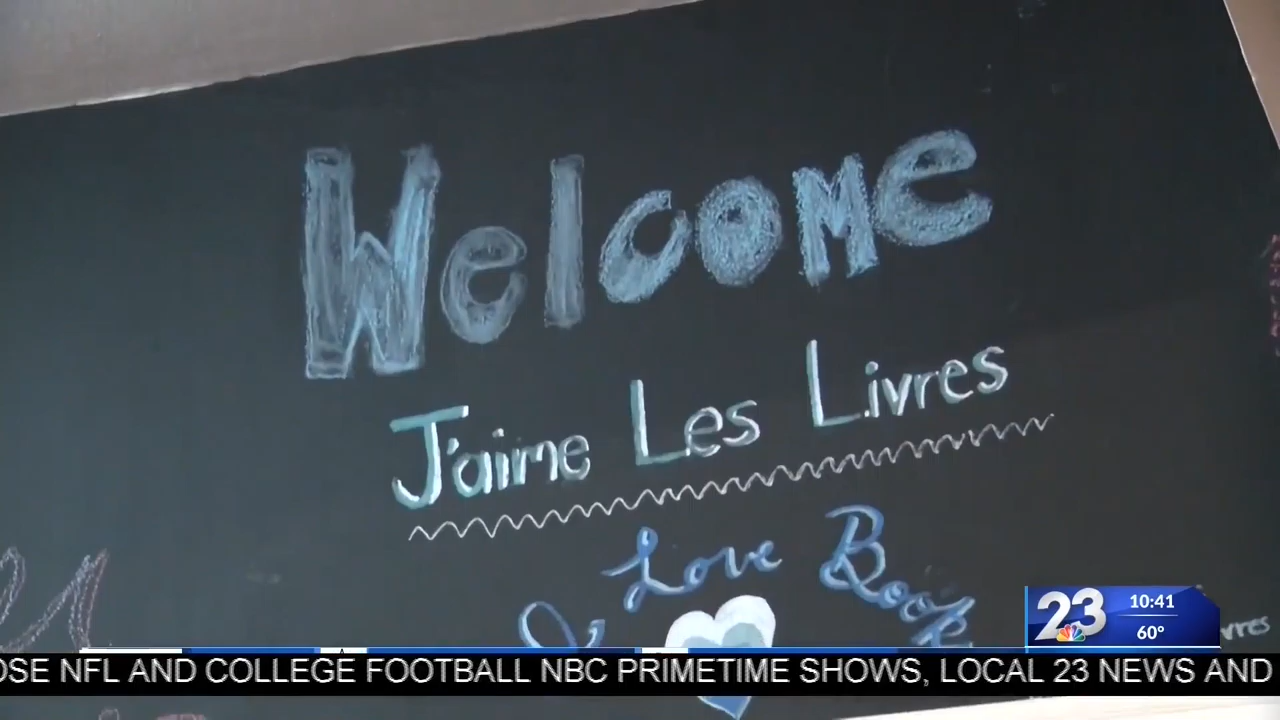 Welcome
J'aime Les Livres
I Love Book
23
10:41
60°
OSE NFL AND COLLEGE FOOTBALL NBC PRIMETIME SHOWS, LOCAL 23 NEWS AND